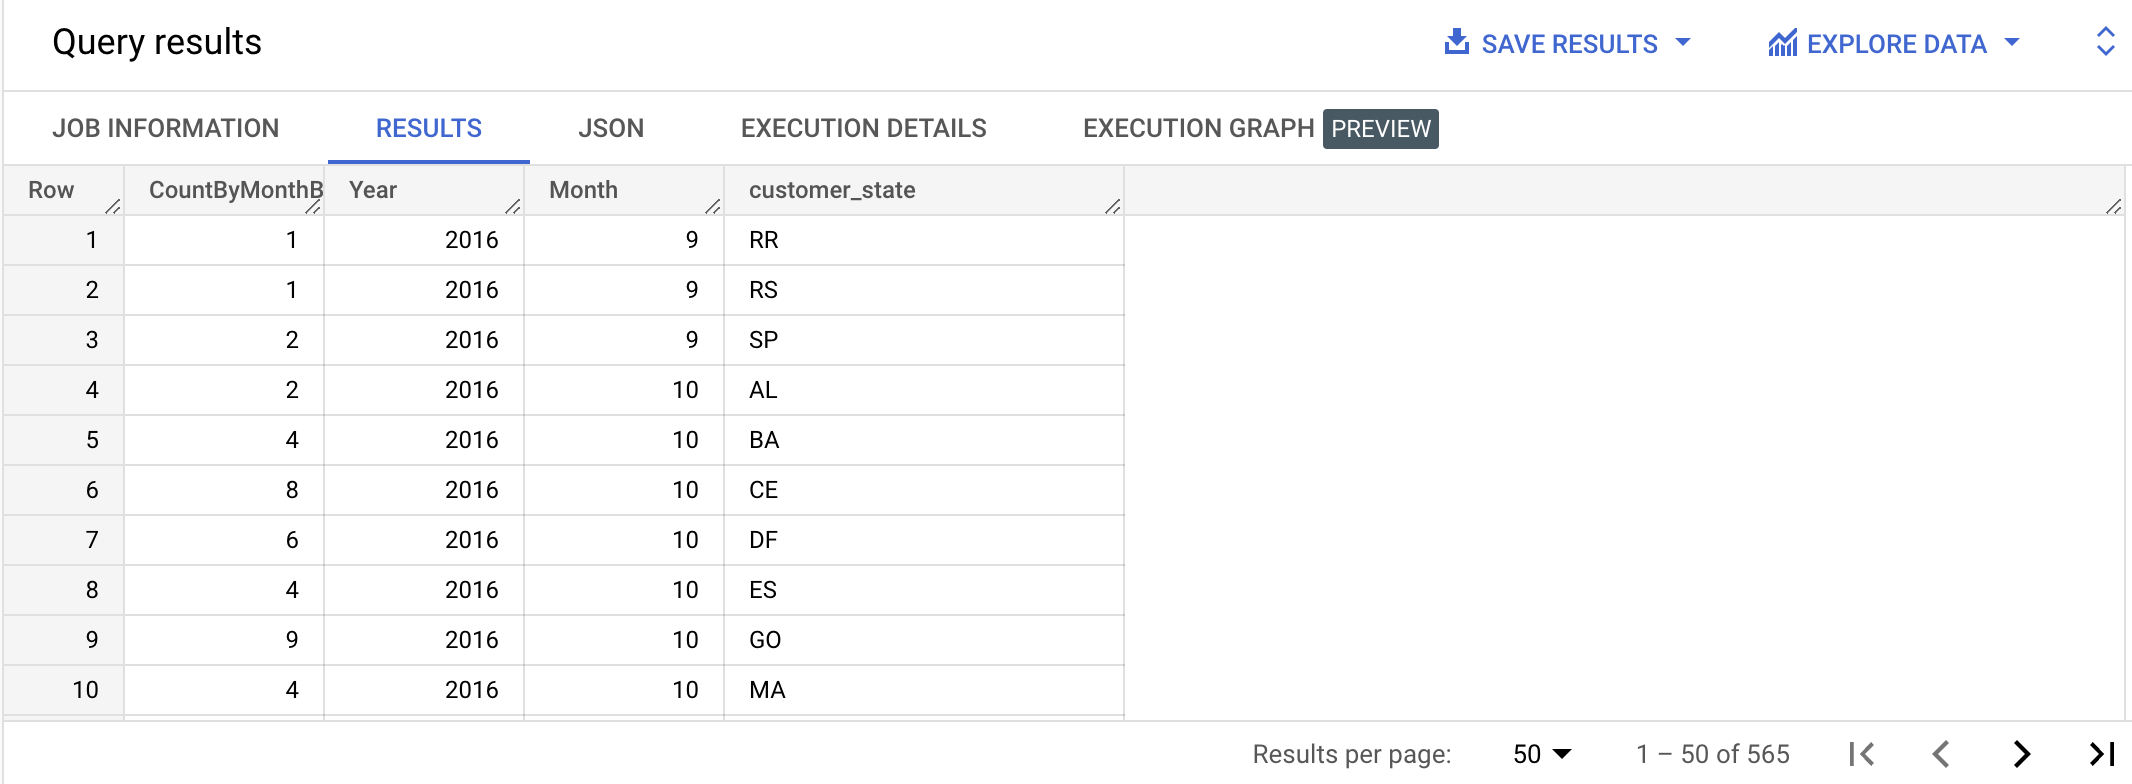 Query results SAVE RESULTS EXPLORE DATA
JOB INFORMATION RESULTS JSON EXECUTION DETAILS EXECUTION GRAPH PREVIEW
Row CountByMonthB Year Month customer_state
1 1 2016 9 RR
2 1 2016 9 RS
3 2 2016 9 SP
4 2 2016 10 AL
5 4 2016 10 BA
6 8 2016 10 CE
7 6 2016 10 DF
8 4 2016 10 ES
9 9 2016 10 GO
10 4 2016 10 MA
Results per page: 50 1 – 50 of 565